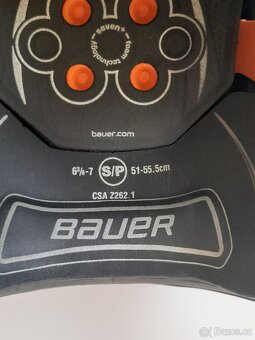 seven+
foam technology
bauer.com
6⅜-7 S/P 51-55.5cm
CSA Z262.1
BAUER
Bazos.cz